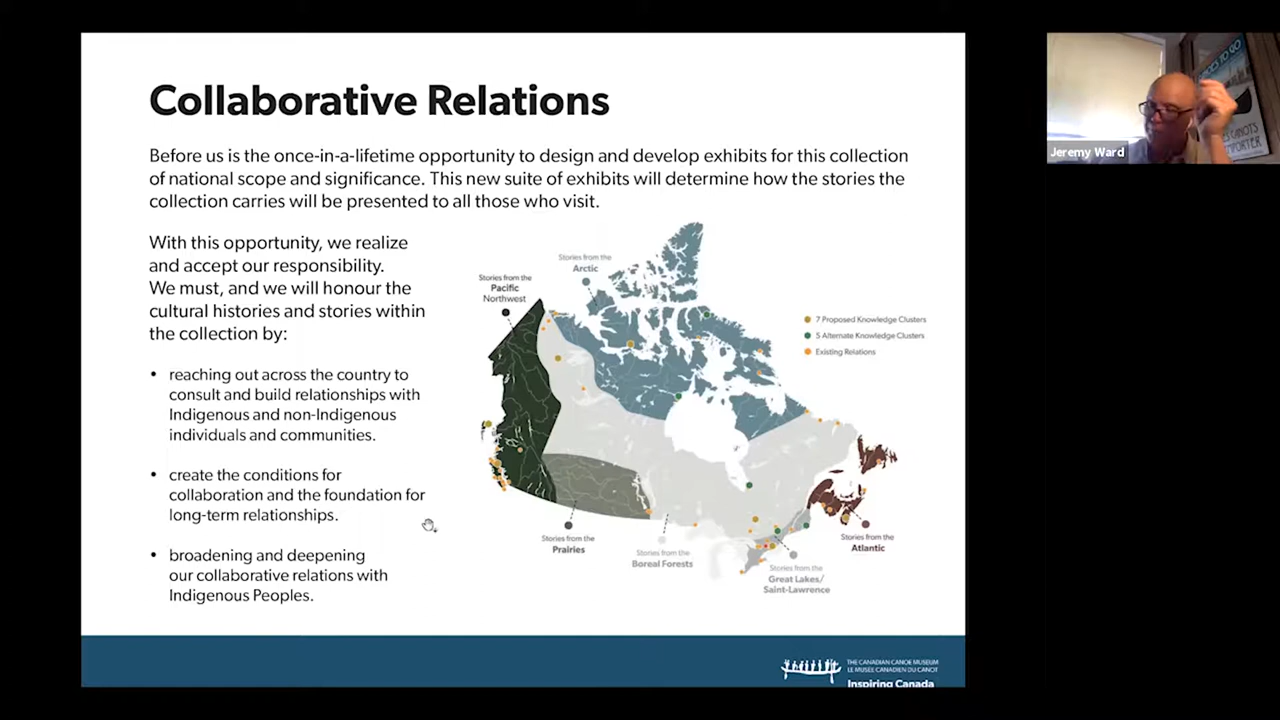 Collaborative Relations
Before us is the once-in-a-lifetime opportunity to design and develop exhibits for this collection
of national scope and significance. This new suite of exhibits will determine how the stories the
collection carries will be presented to all those who visit.
With this opportunity, we realize
and accept our responsibility.
We must, and we will honour the
cultural histories and stories within
the collection by:
• reaching out across the country to
consult and build relationships with
Indigenous and non-Indigenous
individuals and communities.
• create the conditions for
collaboration and the foundation for
long-term relationships.
• broadening and deepening
our collaborative relations with
Indigenous Peoples.
Stories from the
Arctic
Stories from the
Pacific
Northwest
7 Proposed Knowledge Clusters
5 Alternate Knowledge Clusters
Existing Relations
Stories from the
Prairies
Stories from the
Boreal Forests
Stories from the
Great Lakes/
Saint-Lawrence
Stories from the
Atlantic
THE CANADIAN CANOE MUSEUM
LE MUSÉE CANADIEN DU CANOT
Inspiring Canada
Jeremy Ward
TO GO